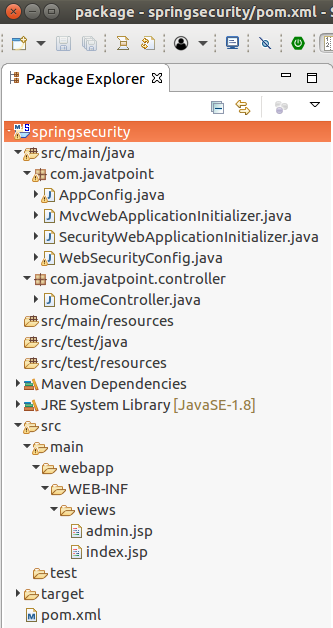 package - springsecurity/pom.xml - S
Package Explorer
springsecurity
src/main/java
com.javatpoint
AppConfig.java
MvcWebApplicationInitializer.java
SecurityWebApplicationInitializer.java
WebSecurityConfig.java
com.javatpoint.controller
HomeController.java
src/main/resources
src/test/java
src/test/resources
Maven Dependencies
JRE System Library [JavaSE-1.8]
src
main
webapp
WEB-INF
views
admin.jsp
index.jsp
test
target
pom.xml